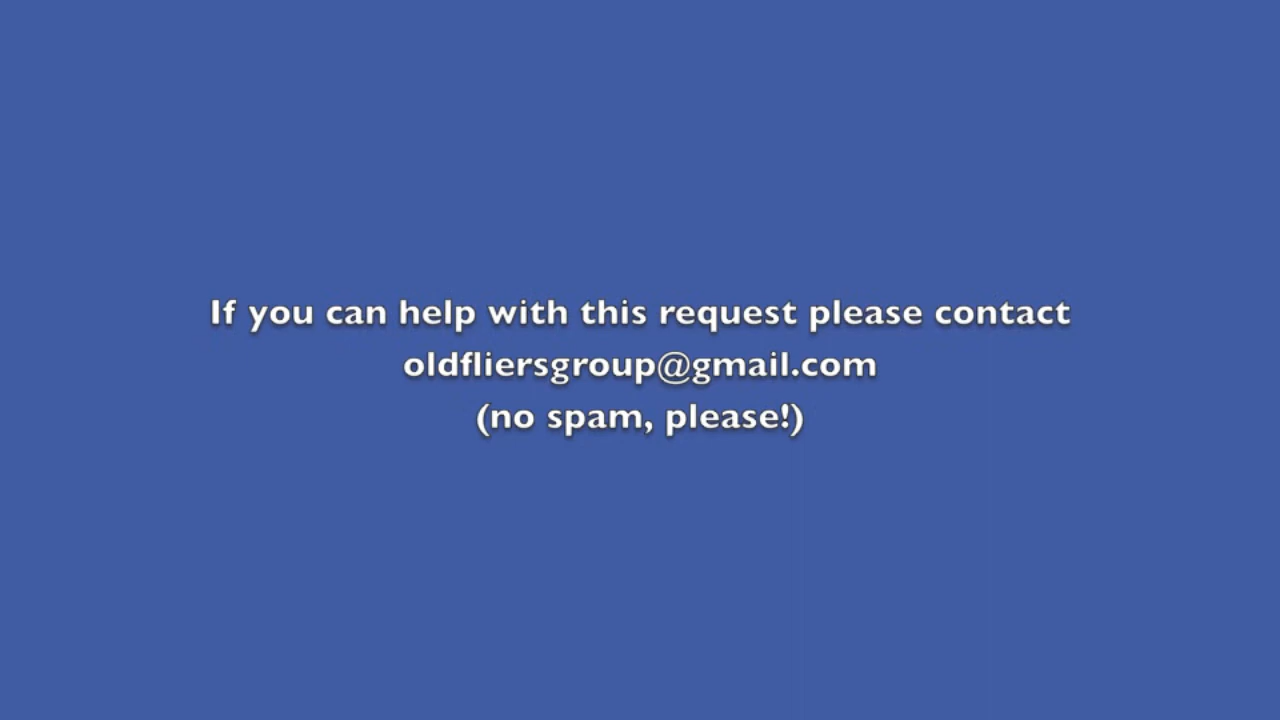 If you can help with this request please contact
oldfliersgroup@gmail.com
(no spam, please!)